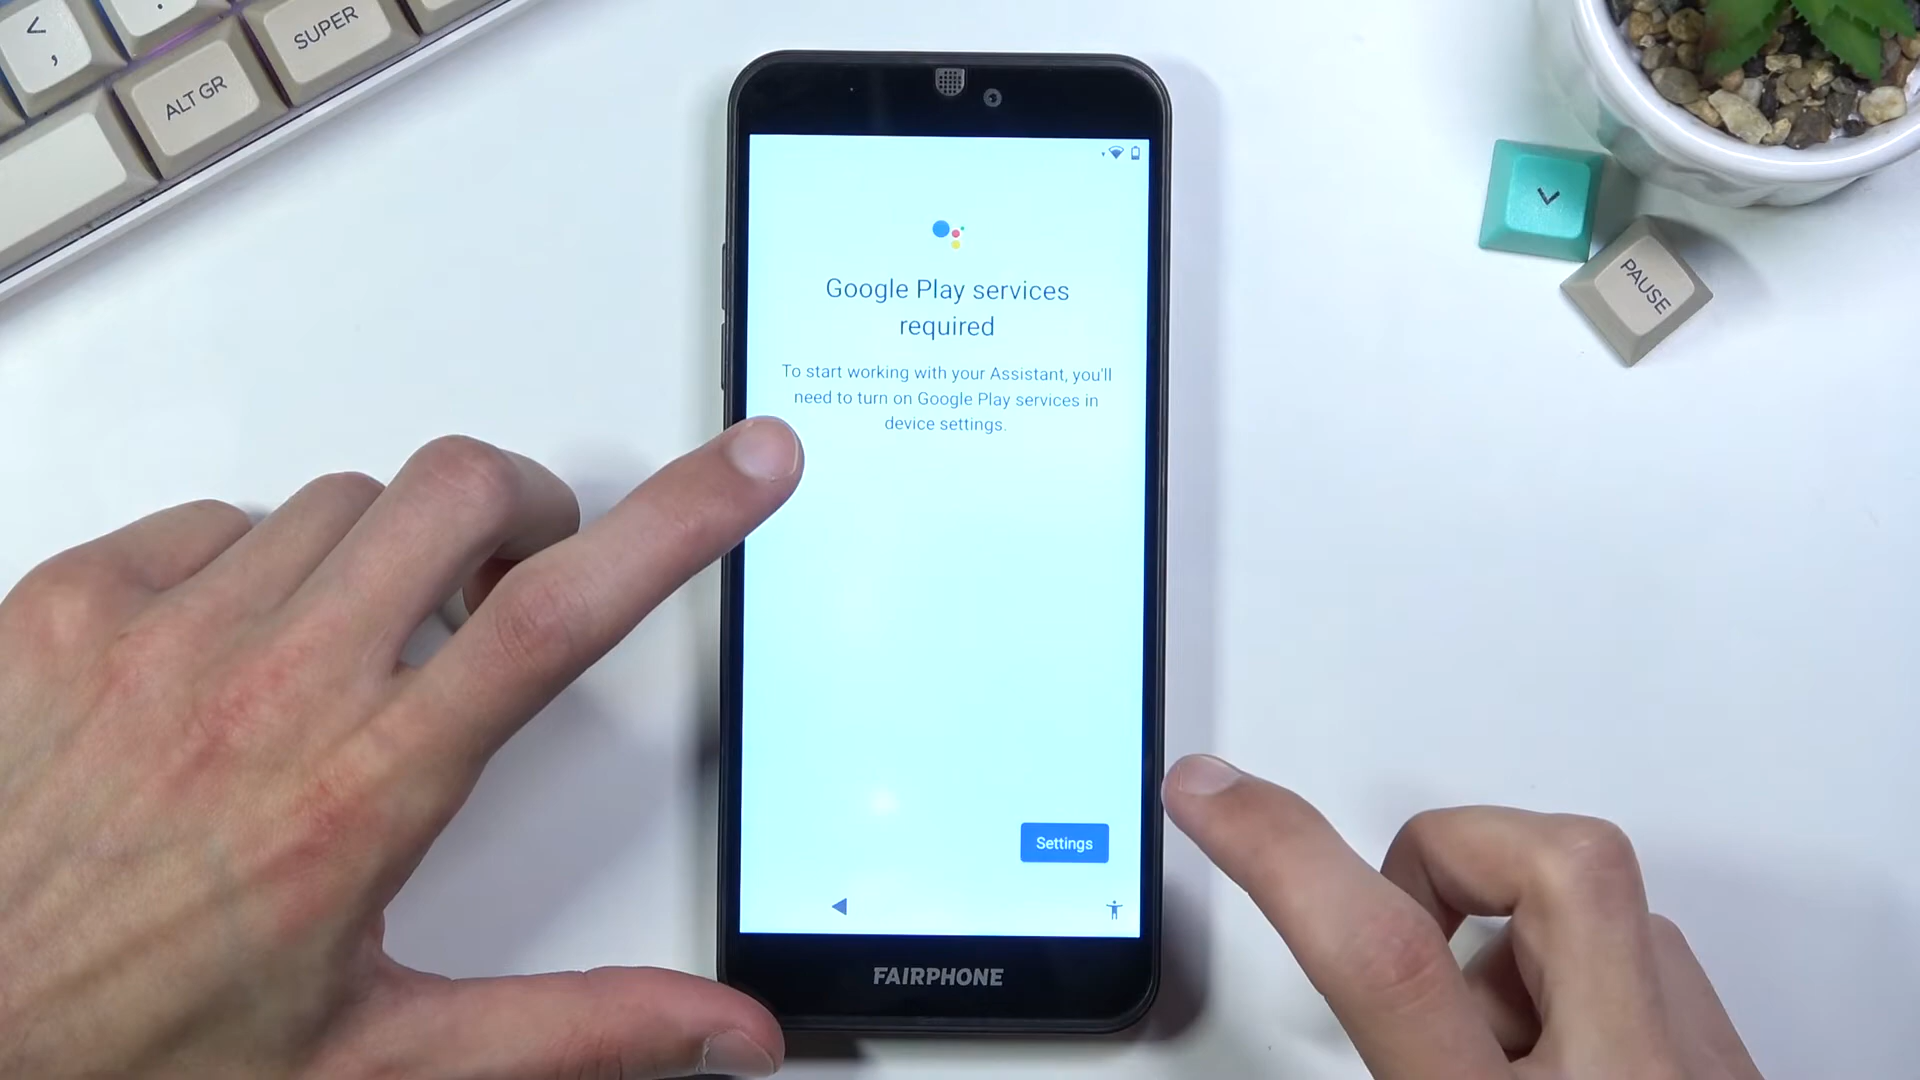 <
,
ALT GR
SUPER
PAUSE
Google Play services
required
To start working with your Assistant, you'll
need to turn on Google Play services in
device settings.
Settings
FAIRPHONE